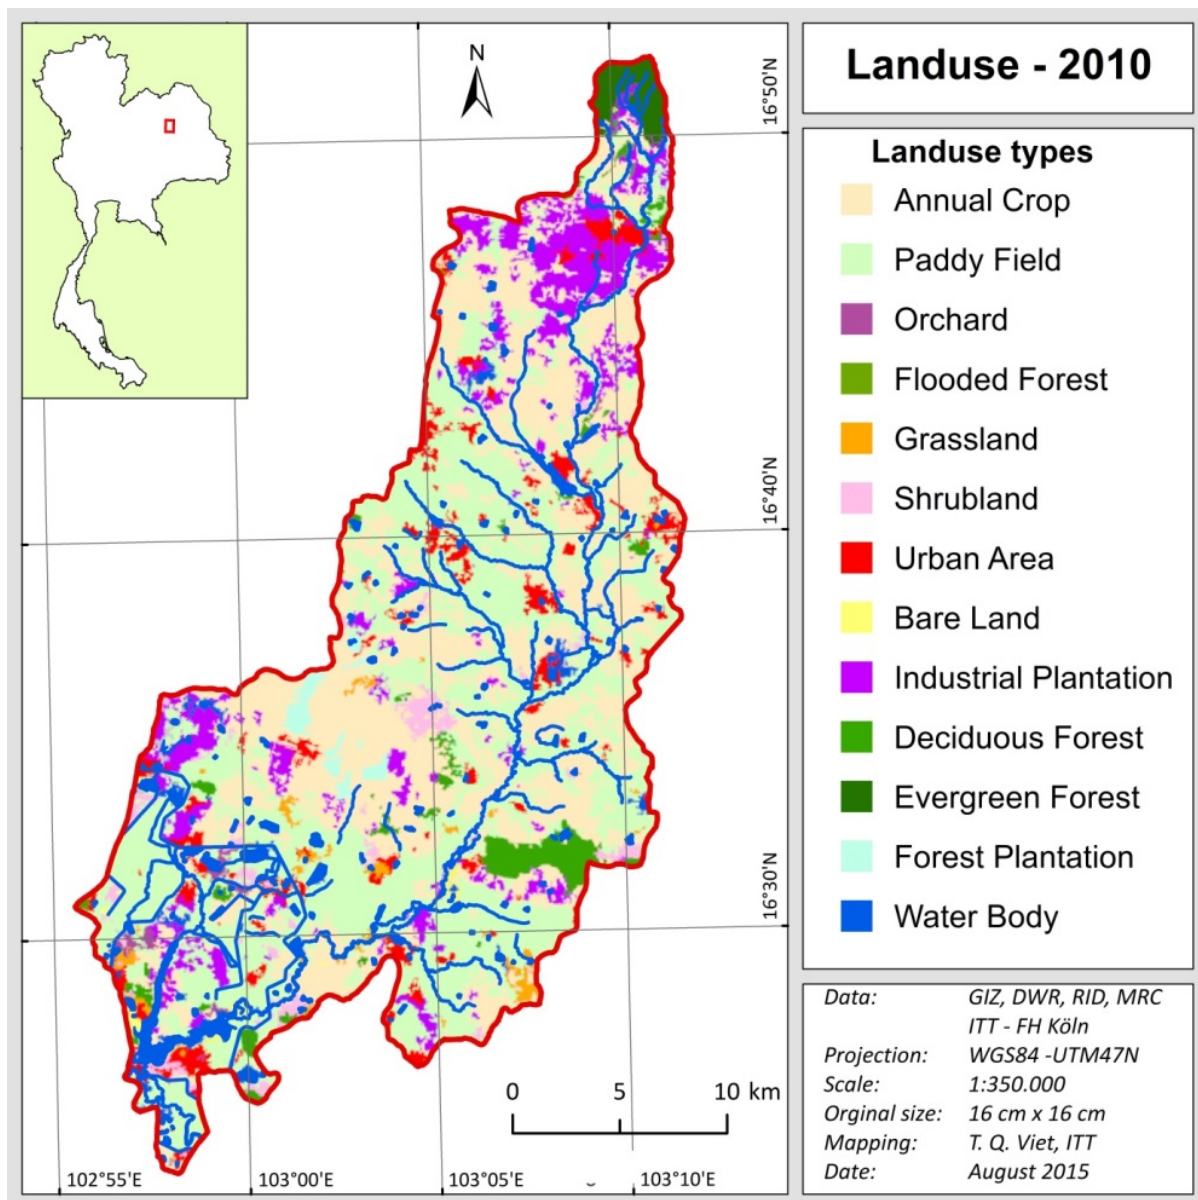 N
Landuse - 2010
16°50'N
Landuse types
Annual Crop
Paddy Field
Orchard
Flooded Forest
Grassland
Shrubland
Urban Area
Bare Land
Industrial Plantation
Deciduous Forest
Evergreen Forest
Forest Plantation
Water Body
16°40'N
16°30'N
0 5 10 km
102°55'E 103°00'E 103°05'E 103°10'E
Data: GIZ, DWR, RID, MRC
ITT - FH Köln
Projection: WGS84 -UTM47N
Scale: 1:350.000
Orginal size: 16 cm x 16 cm
Mapping: T. Q. Viet, ITT
Date: August 2015